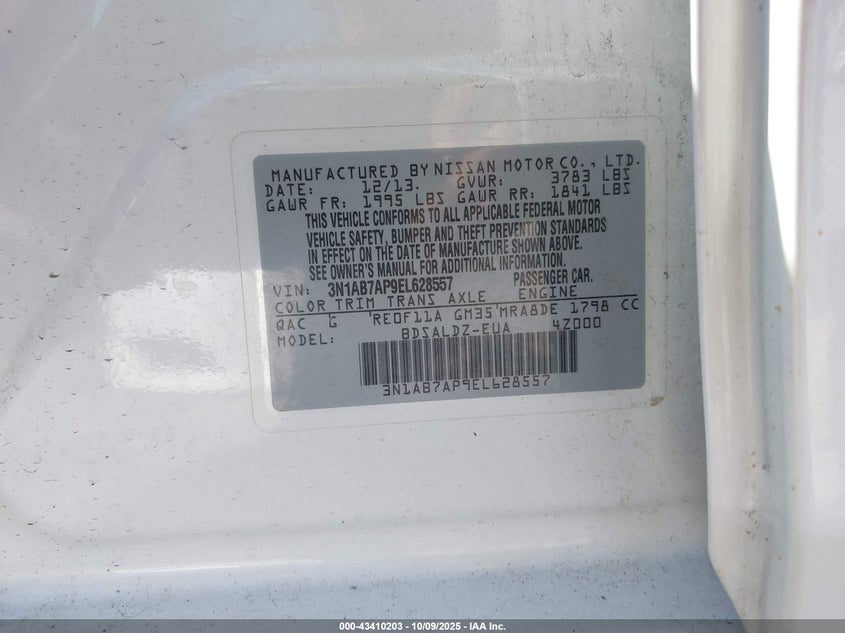 MANUFACTURED BY NISSAN MOTOR CO., LTD.
DATE: 12/13. GVWR: 3783 LBS
GAWR FR: 1995 LBS GAWR RR: 1841 LBS
THIS VEHICLE CONFORMS TO ALL APPLICABLE FEDERAL MOTOR
VEHICLE SAFETY, BUMPER AND THEFT PREVENTION STANDARDS
IN EFFECT ON THE DATE OF MANUFACTURE SHOWN ABOVE.
SEE OWNER'S MANUAL FOR ADDITIONAL INFORMATION.
VIN: 3N1AB7AP9EL628557 PASSENGER CAR.
COLOR TRIM TRANS AXLE ENGINE
QAC G RE0F11A GM35 MRA8DE 1798 CC
MODEL: BDSALDZ-EUA 4Z000
3N1AB7AP9EL628557
000-43410203 - 10/09/2025 - IAA Inc.